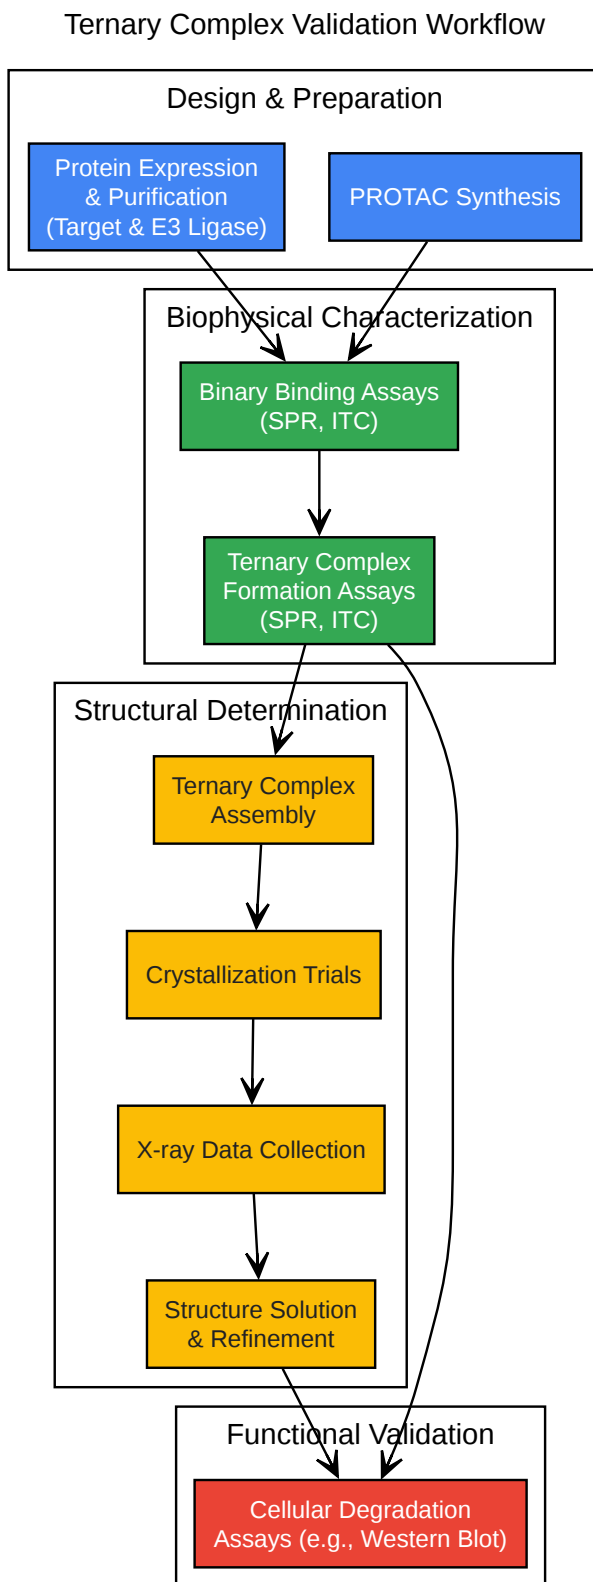 Ternary Complex Validation Workflow
Design & Preparation
Protein Expression
& Purification
(Target & E3 Ligase)
PROTAC Synthesis
Biophysical Characterization
Binary Binding Assays
(SPR, ITC)
Ternary Complex
Formation Assays
(SPR, ITC)
Structural Determination
Ternary Complex
Assembly
Crystallization Trials
X-ray Data Collection
Structure Solution
& Refinement
Functional Validation
Cellular Degradation
Assays (e.g., Western Blot)